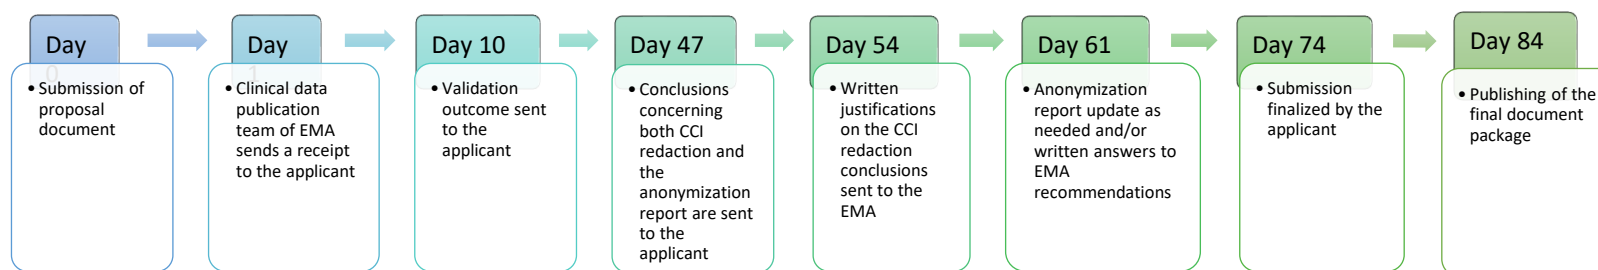 Day
0
• Submission of
proposal
document
Day
1
• Clinical data
publication
team of EMA
sends a receipt
to the applicant
Day 10
• Validation
outcome sent
to the
applicant
Day 47
• Conclusions
concerning
both CCI
redaction and
the
anonymization
report are sent
to the
applicant
Day 54
• Written
justifications
on the CCI
redaction
conclusions
sent to the
EMA
Day 61
• Anonymization
report update as
needed and/or
written answers to
EMA
recommendations
Day 74
• Submission
finalized by the
applicant
Day 84
• Publishing of the
final document
package